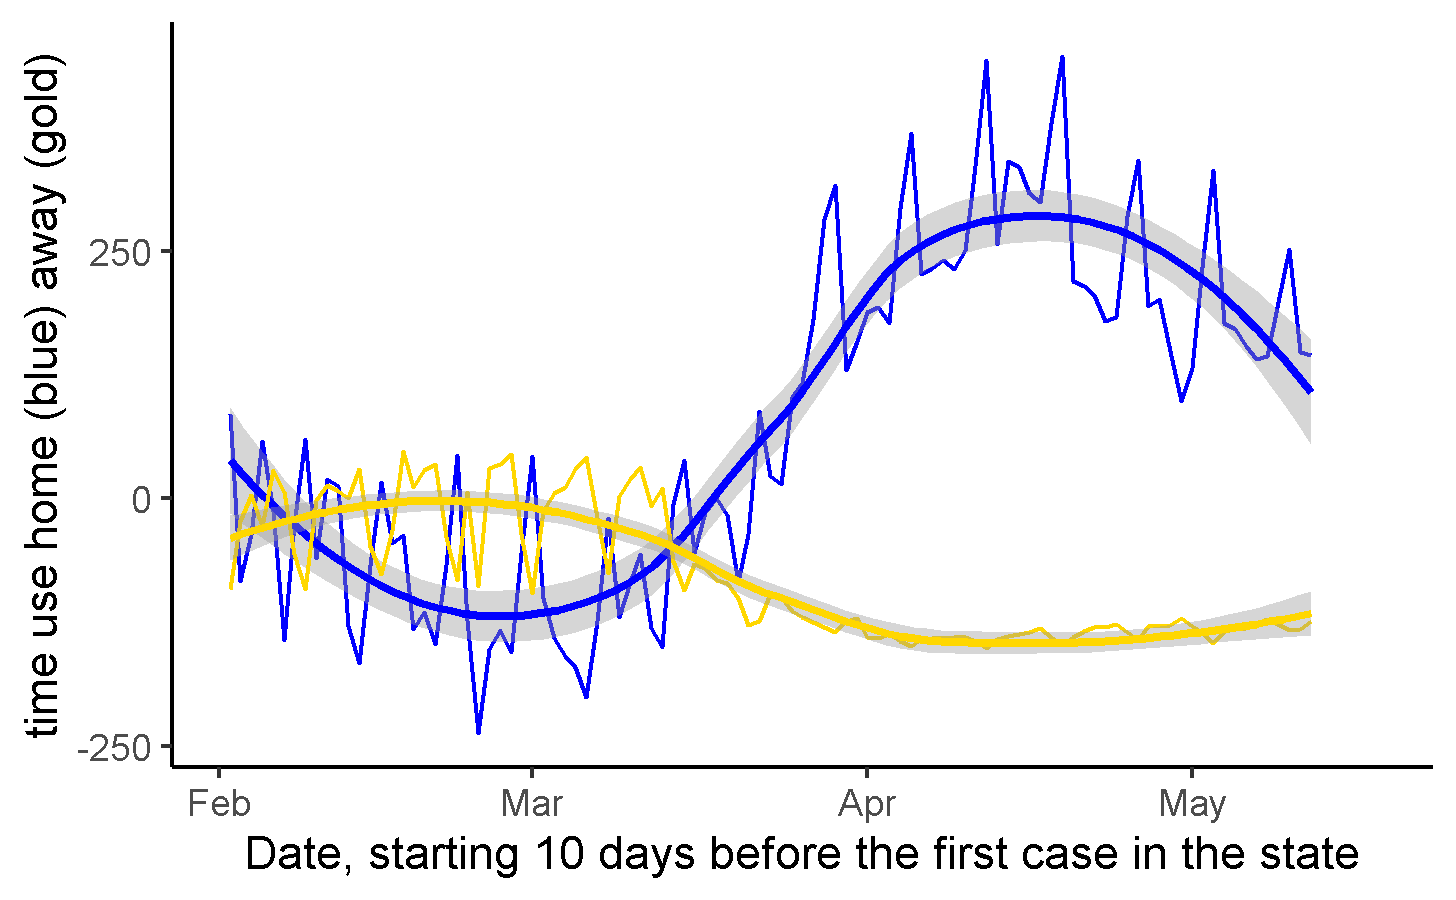 time use home (blue) away (gold)
250
0
-250
Feb Mar Apr May
Date, starting 10 days before the first case in the state